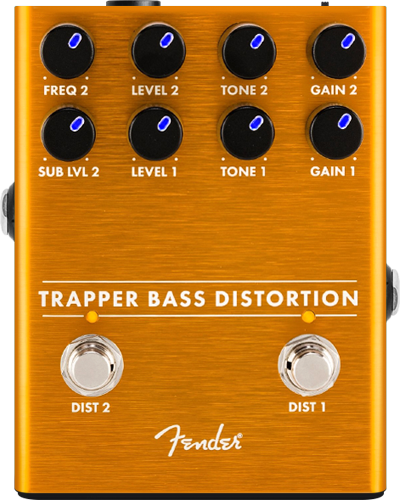 FREQ 2 LEVEL 2 TONE 2 GAIN 2
SUB LVL 2 LEVEL 1 TONE 1 GAIN 1
TRAPPER BASS DISTORTION
DIST 2 DIST 1
Fender